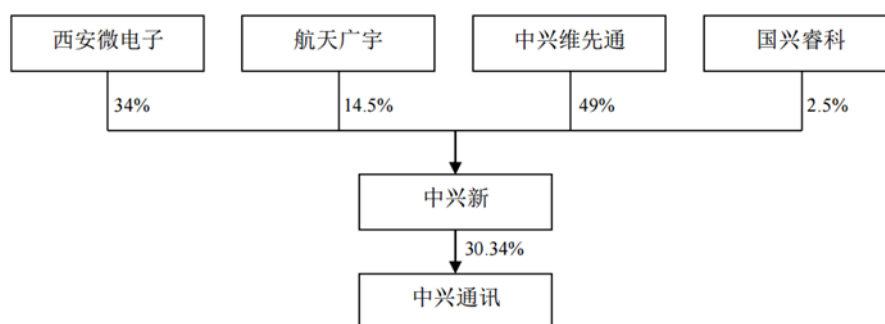 西安微电子
航天广宇
中兴维先通
国兴睿科
34%
14.5%
49%
2.5%
中兴新
30.34%
中兴通讯